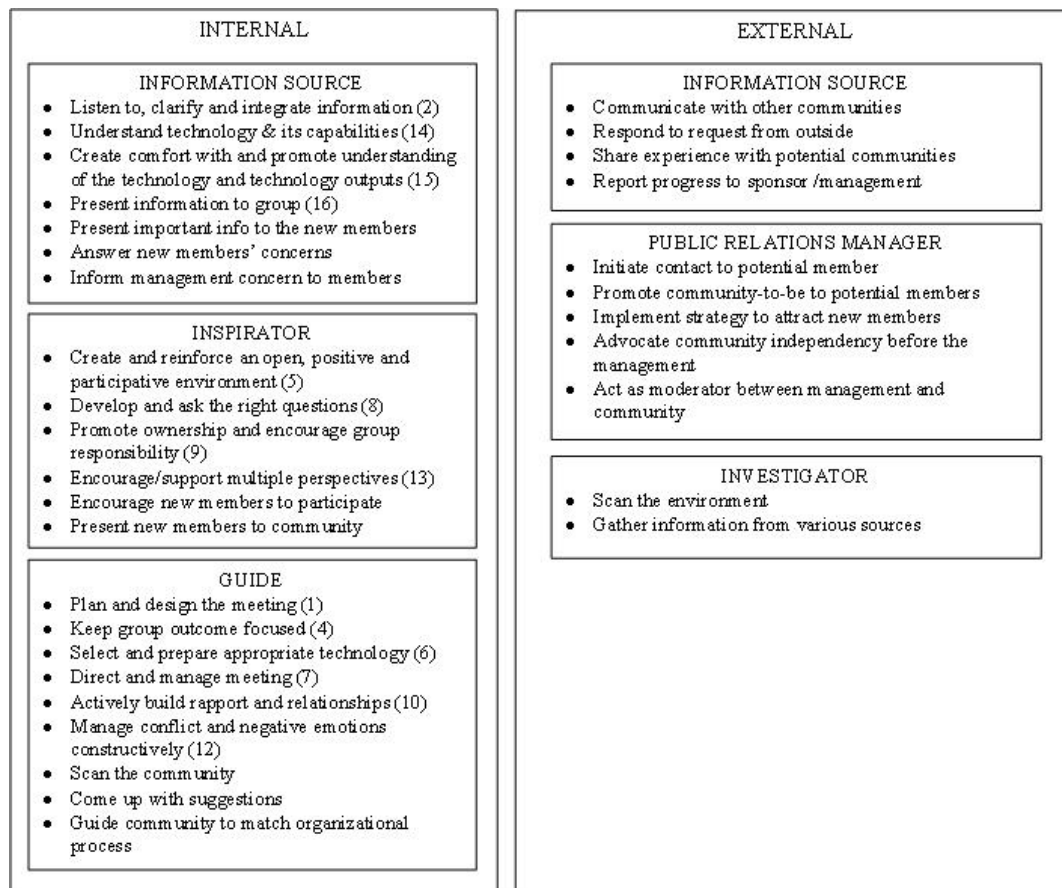 INTERNAL
INFORMATION SOURCE
● Listen to, clarify and integrate information (2)
● Understand technology & its capabilities (14)
● Create comfort with and promote understanding
of the technology and technology outputs (15)
● Present information to group (16)
● Present important info to the new members
● Answer new members' concerns
● Inform management concern to members
INSPIRATOR
● Create and reinforce an open, positive and
participative environment (5)
● Develop and ask the right questions (8)
● Promote ownership and encourage group
responsibility (9)
● Encourage/support multiple perspectives (13)
● Encourage new members to participate
● Present new members to community
GUIDE
● Plan and design the meeting (1)
● Keep group outcome focused (4)
● Select and prepare appropriate technology (6)
● Direct and manage meeting (7)
● Actively build rapport and relationships (10)
● Manage conflict and negative emotions
constructively (12)
● Scan the community
● Come up with suggestions
● Guide community to match organizational
process
EXTERNAL
INFORMATION SOURCE
● Communicate with other communities
● Respond to request from outside
● Share experience with potential communities
● Report progress to sponsor /management
PUBLIC RELATIONS MANAGER
● Initiate contact to potential member
● Promote community-to-be to potential members
● Implement strategy to attract new members
● Advocate community independency before the
management
● Act as moderator between management and
community
INVESTIGATOR
● Scan the environment
● Gather information from various sources